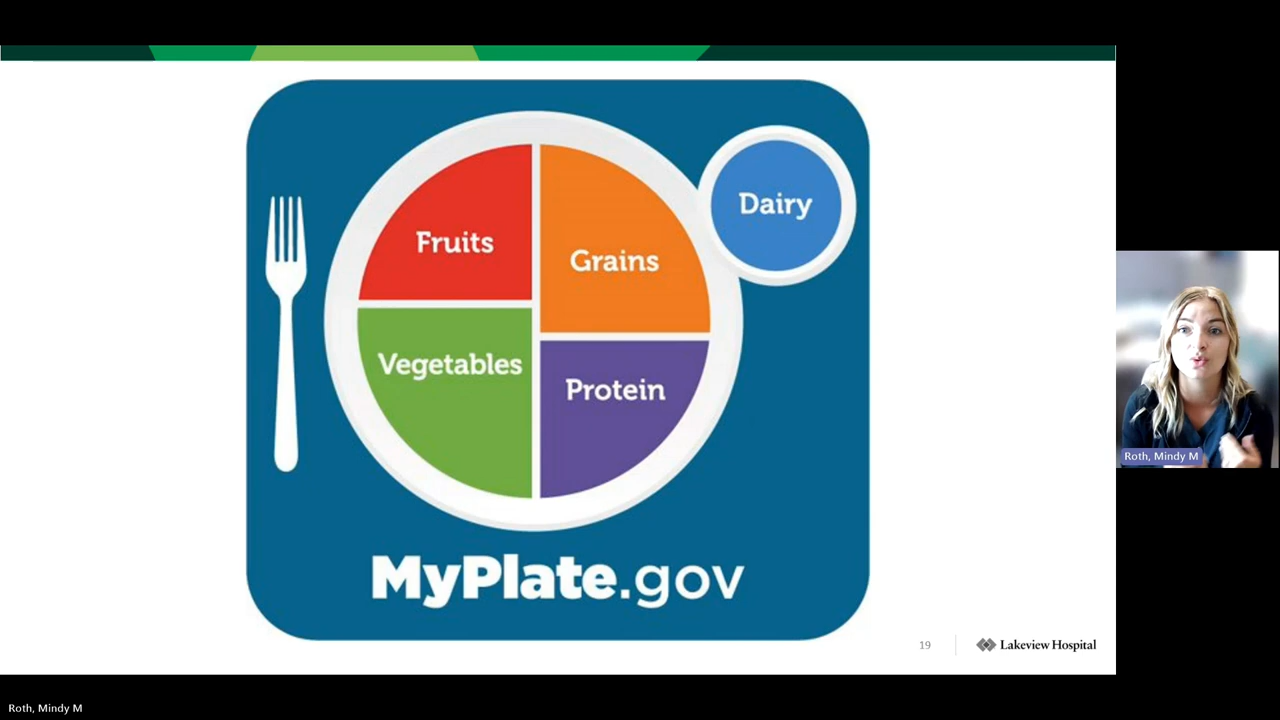 Fruits
Grains
Dairy
Vegetables
Protein
MyPlate.gov
19
Lakeview Hospital
Roth, Mindy M
Roth, Mindy M